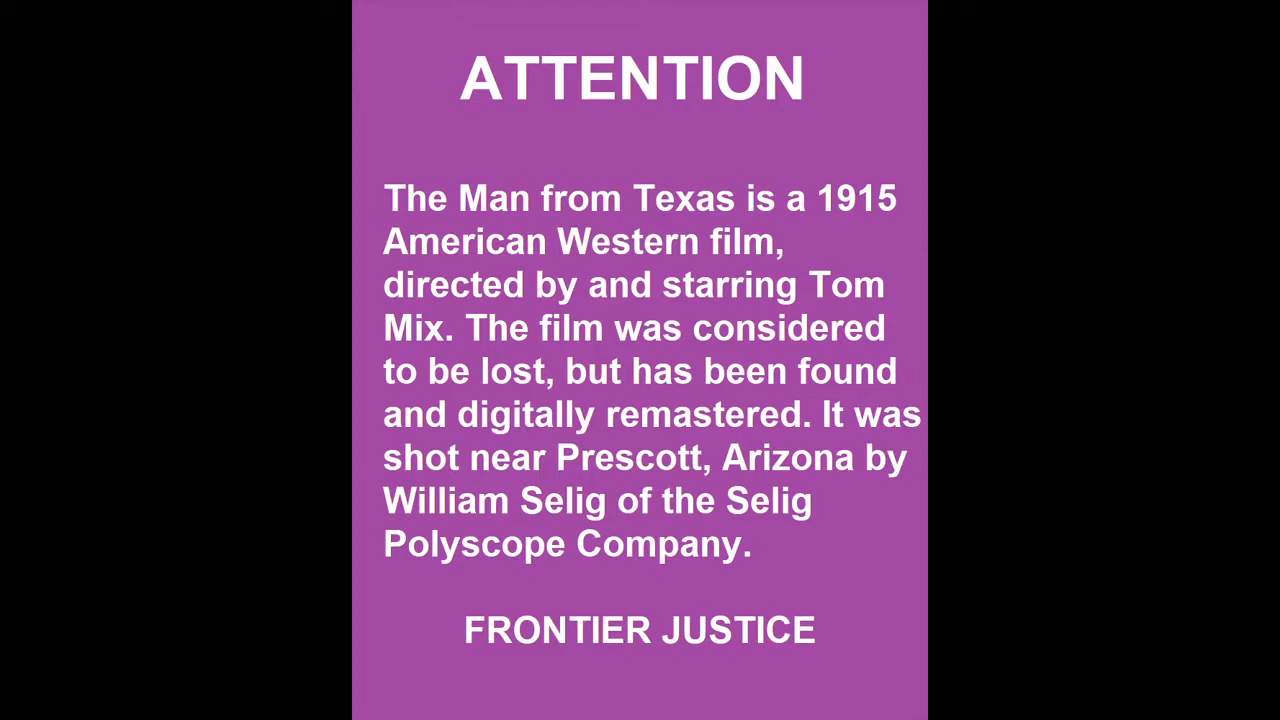 ATTENTION
The Man from Texas is a 1915
American Western film,
directed by and starring Tom
Mix. The film was considered
to be lost, but has been found
and digitally remastered. It was
shot near Prescott, Arizona by
William Selig of the Selig
Polyscope Company.
FRONTIER JUSTICE